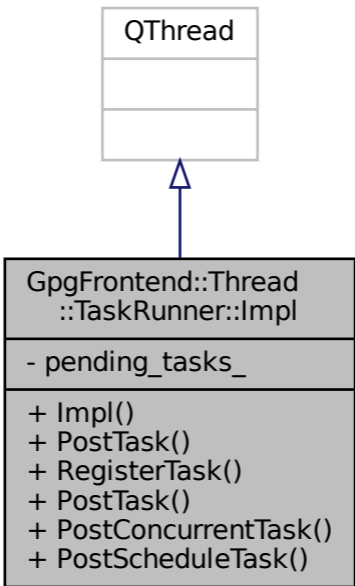 QThread
GpgFrontend::Thread
::TaskRunner::Impl
- pending_tasks_
+ Impl()
+ PostTask()
+ RegisterTask()
+ PostTask()
+ PostConcurrentTask()
+ PostScheduleTask()